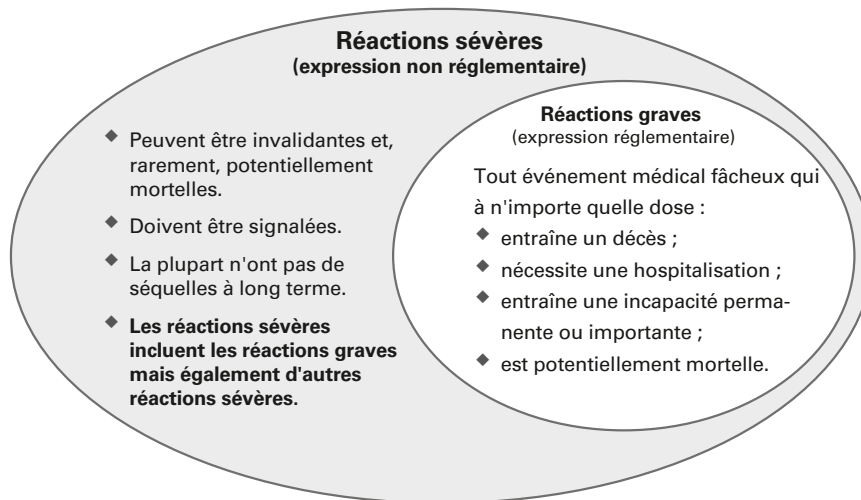 Réactions sévères
(expression non réglementaire)
Peuvent être invalidantes et,
rarement, potentiellement
mortelles.
Doivent être signalées.
La plupart n'ont pas de
séquelles à long terme.
Les réactions sévères
incluent les réactions graves
mais également d'autres
réactions sévères.
Réactions graves
(expression réglementaire)
Tout événement médical fâcheux qui
à n'importe quelle dose :
entraîne un décès ;
nécessite une hospitalisation ;
entraîne une incapacité perma-
nente ou importante ;
est potentiellement mortelle.